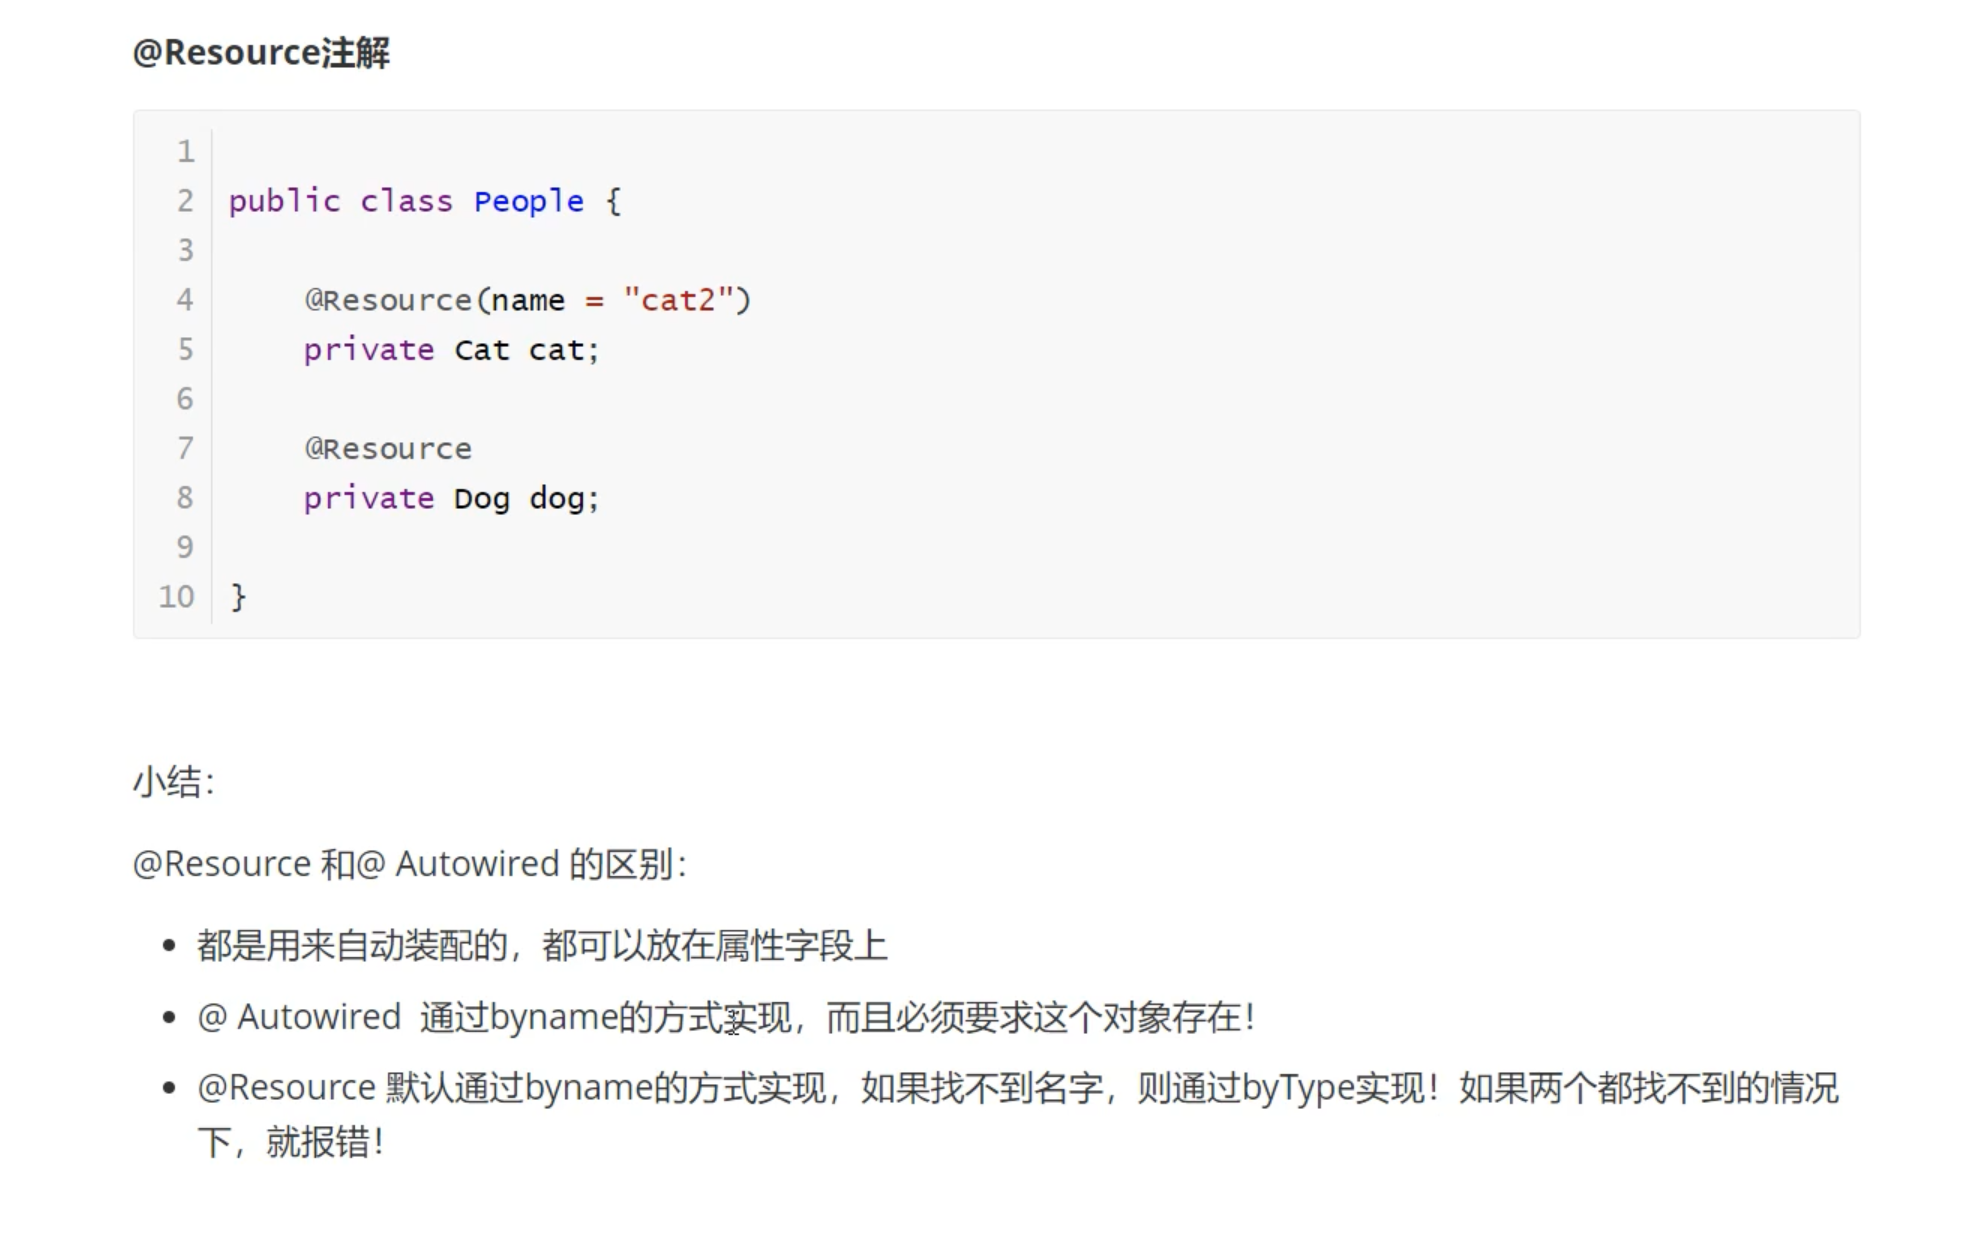 @Resource注解
1
2 public class People {
3
4 @Resource(name = "cat2")
5 private Cat cat;
6
7 @Resource
8 private Dog dog;
9
10 }
小结：
@Resource 和@ Autowired 的区别：
• 都是用来自动装配的，都可以放在属性字段上
• @ Autowired 通过byname的方式实现，而且必须要求这个对象存在！
• @Resource 默认通过byname的方式实现，如果找不到名字，则通过byType实现！如果两个都找不到的情况
下，就报错！